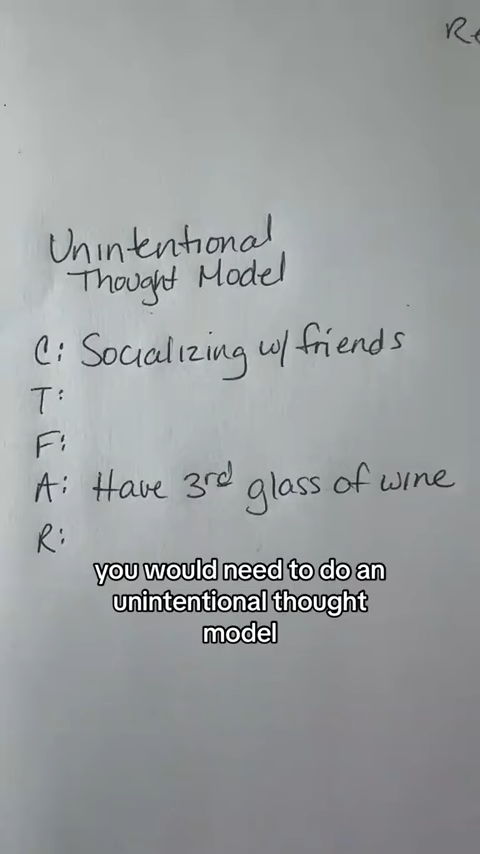 Re
Unintentional
Thought Model
C: Socializing w/ friends
T:
F:
A: Have 3rd glass of wine
R:
you would need to do an
unintentional thought
model